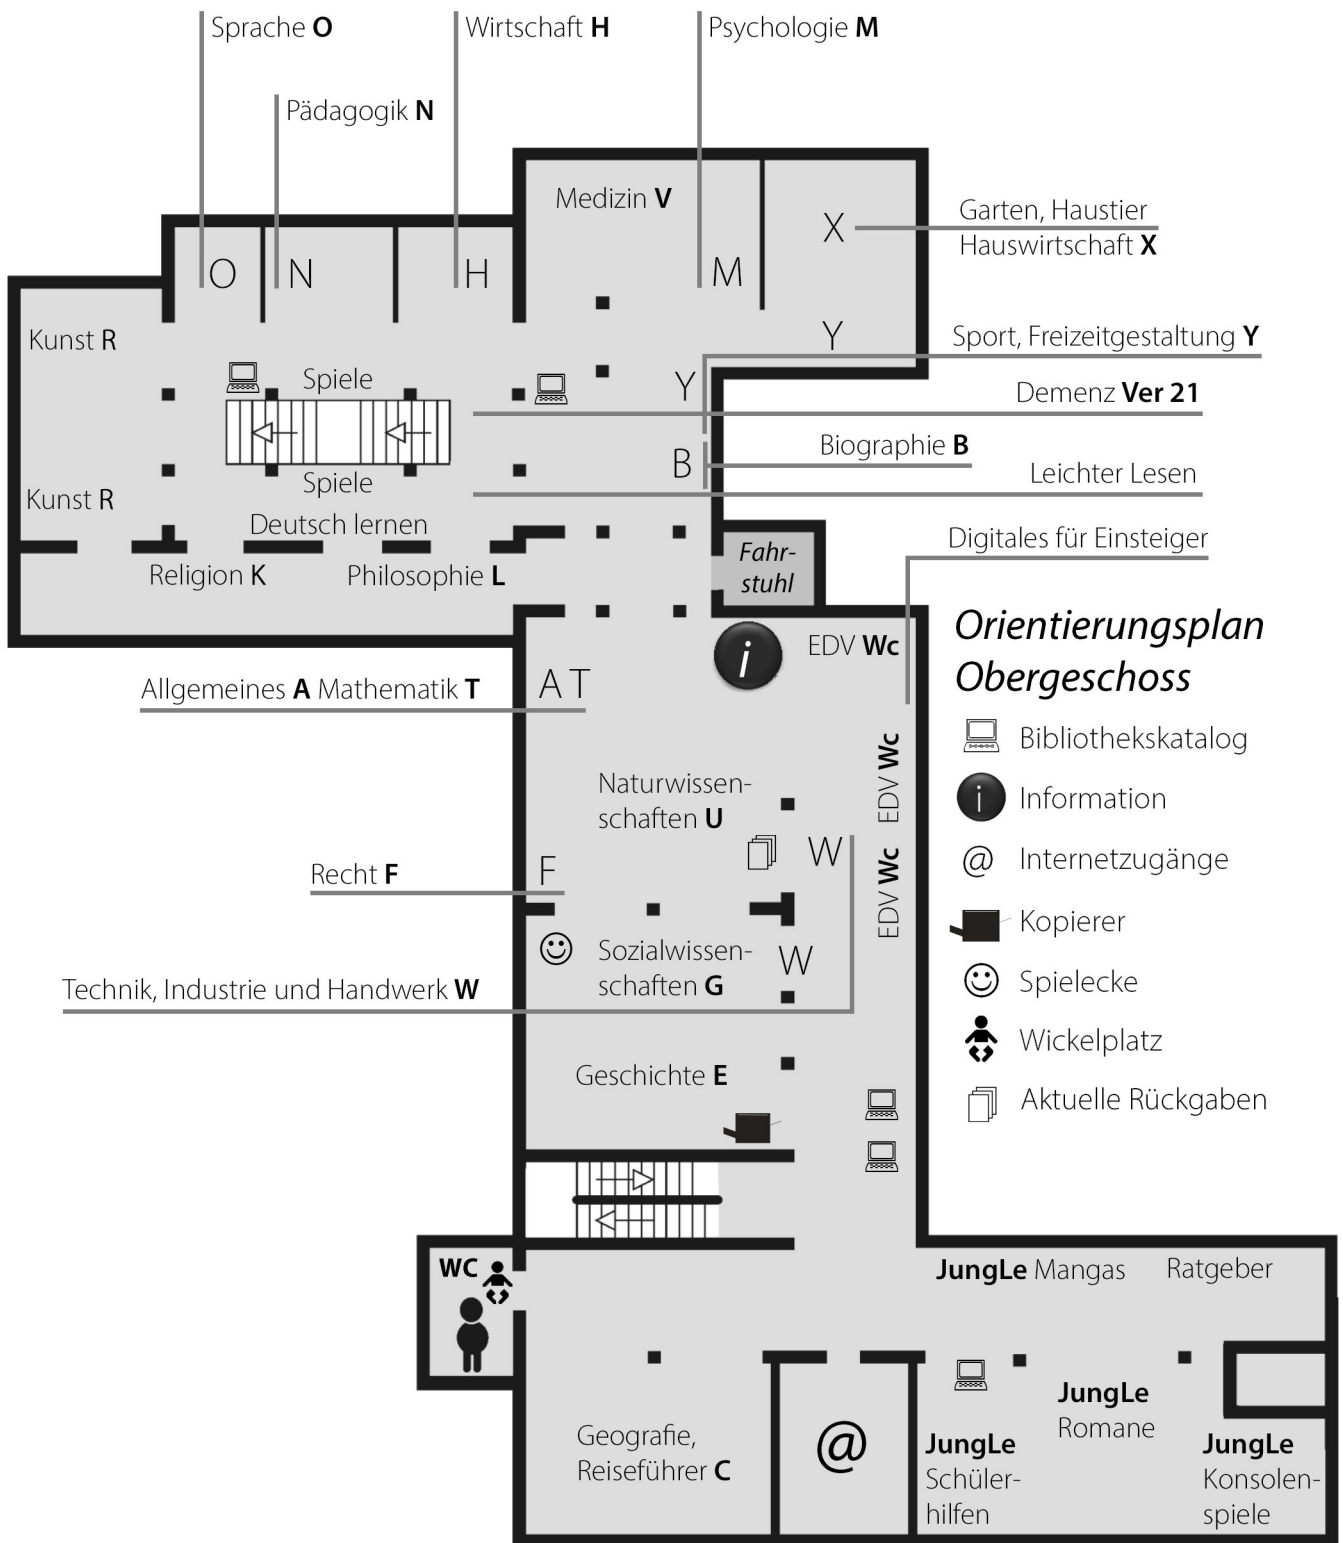 Sprache O
Wirtschaft H
Psychologie M
Pädagogik N
Medizin V
X
Garten, Haustier
Hauswirtschaft X
O
N
H
M
Kunst R
Y
Sport, Freizeitgestaltung Y
Spiele
Y
Demenz Ver 21
B
Biographie B
Leichter Lesen
Spiele
Kunst R
Deutsch lernen
Fahr-
stuhl
Digitales für Einsteiger
Religion K
Philosophie L
Orientierungsplan
Obergeschoss
i
EDV Wc
Allgemeines A Mathematik T
A T
Bibliothekskatalog
EDV Wc
Naturwissen-
schaften U
i
Information
W
@
Internetzugänge
Recht F
F
EDV Wc
Kopierer
Sozialwissen-
schaften G
W
Spielecke
Technik, Industrie und Handwerk W
Wickelplatz
Geschichte E
Aktuelle Rückgaben
WC
JungLe Mangas
Ratgeber
JungLe
Romane
Geografie,
Reiseführer C
@
JungLe
Schüler-
hilfen
JungLe
Konsolen-
spiele